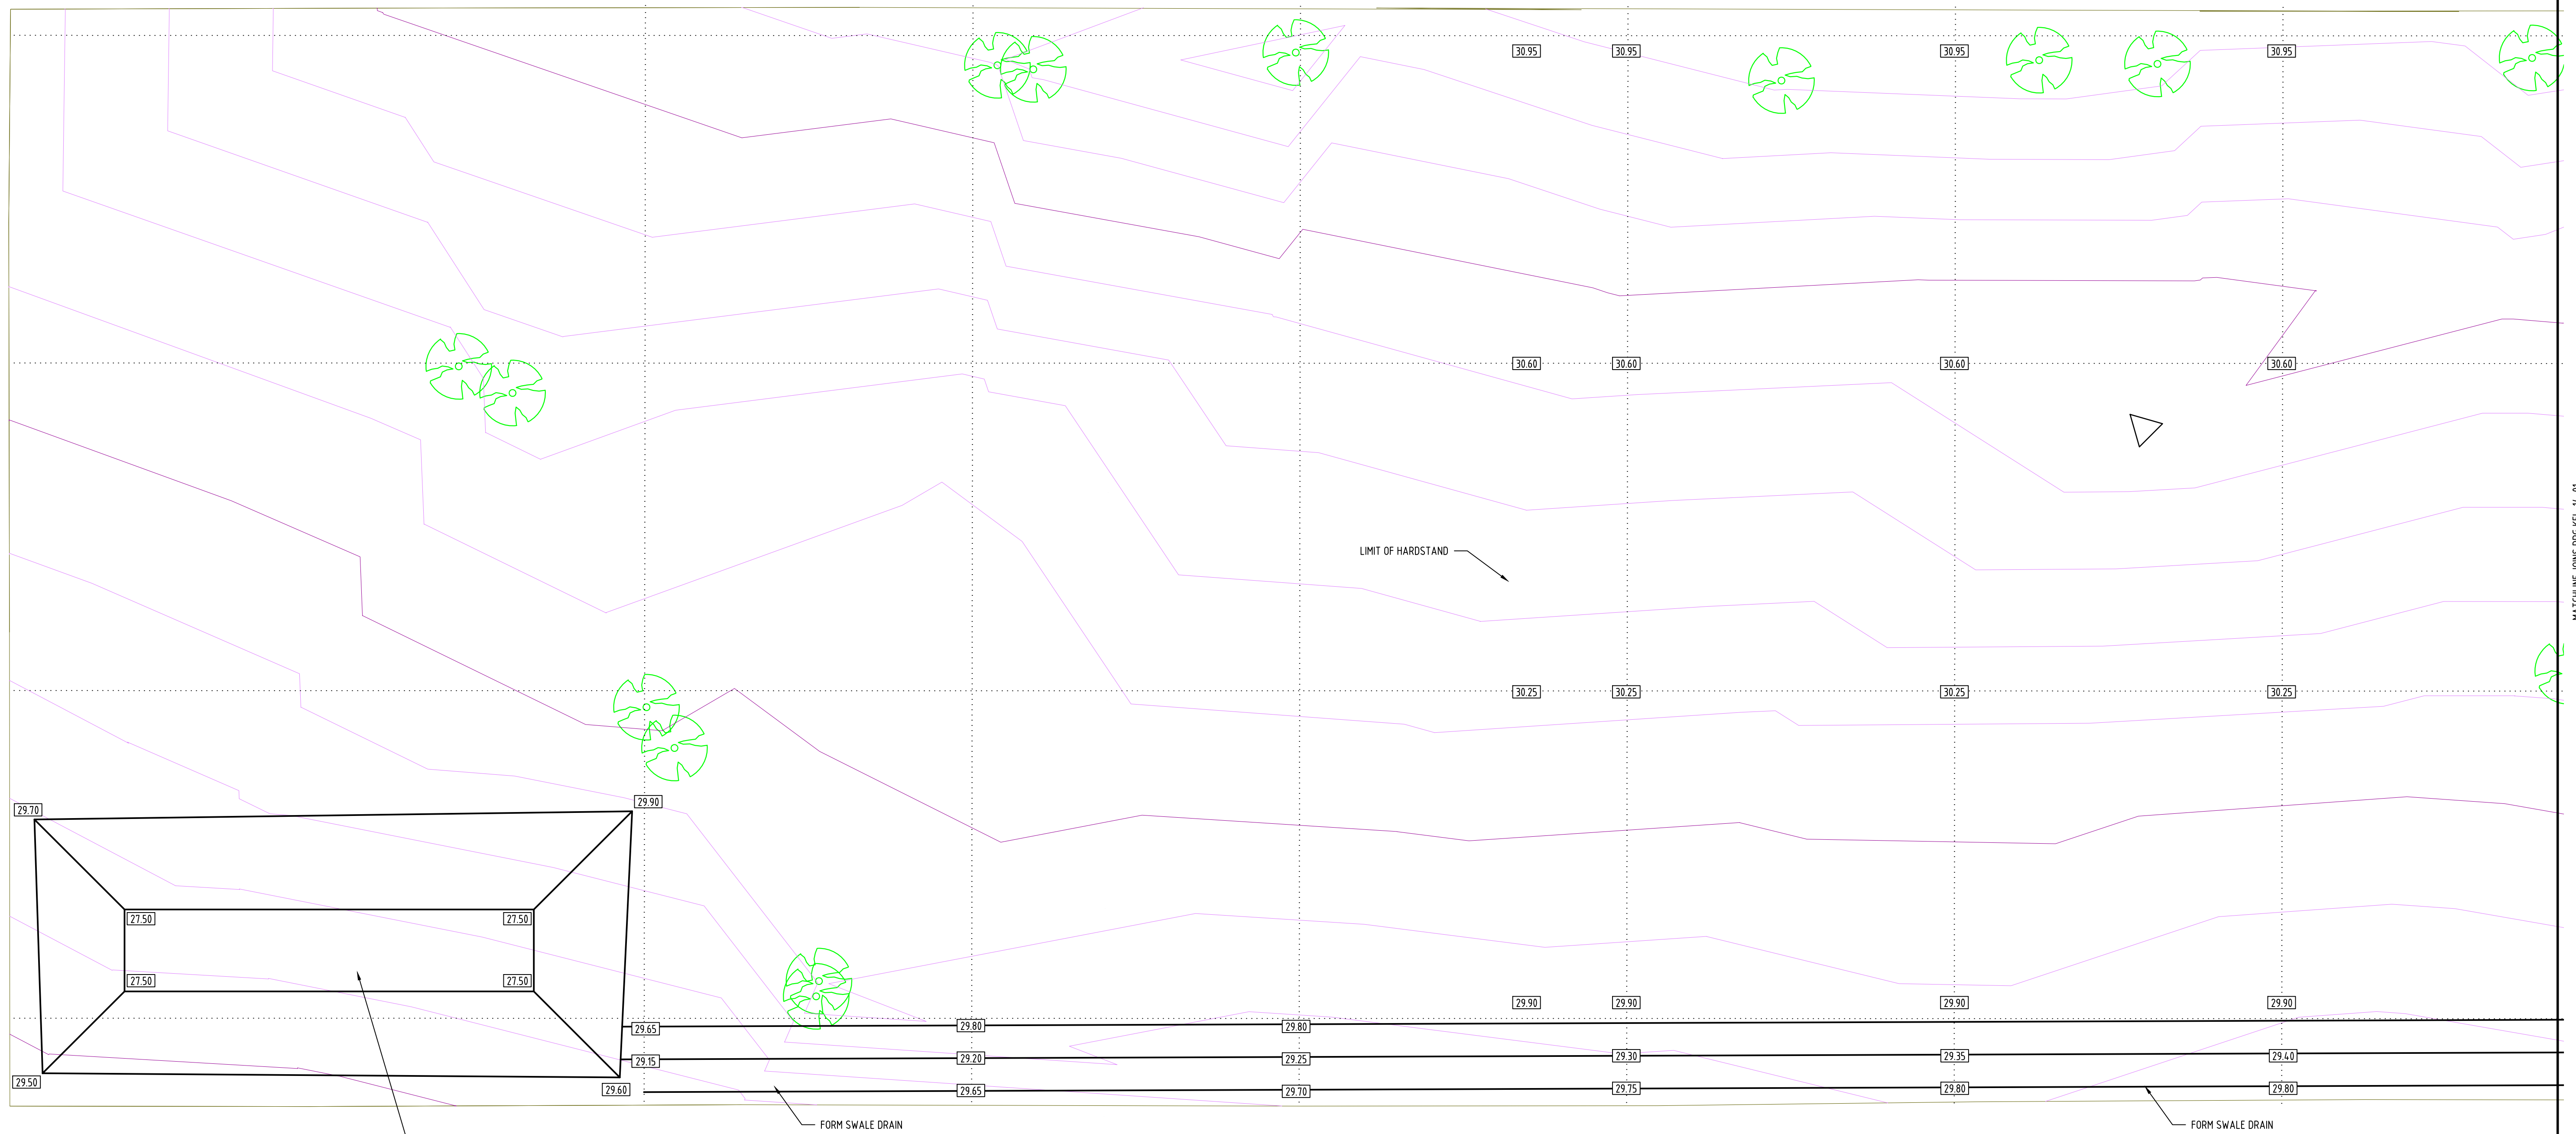 30.95 30.95 30.95 30.95
30.60 30.60 30.60 30.60
LIMIT OF HARDSTAND
30.25 30.25 30.25 30.25
29.70 29.90
27.50 27.50
27.50 27.50
29.90 29.90 29.90 29.90
29.65 29.80 29.80
29.15 29.20 29.25 29.30 29.35 29.40
29.50 29.60 29.65 29.70 29.75 29.80 29.80
FORM SWALE DRAIN FORM SWALE DRAIN